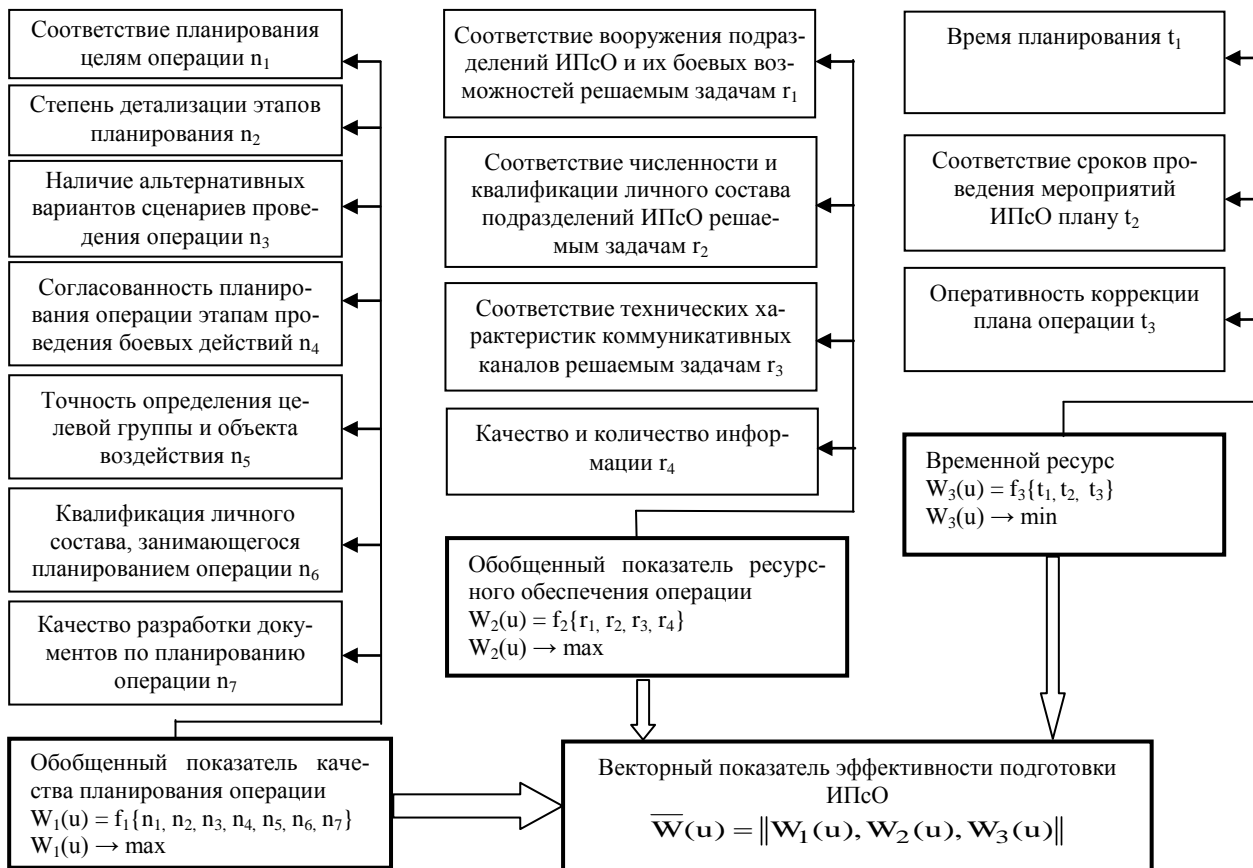 Соответствие планирования
целям операции n₁
Степень детализации этапов
планирования n₂
Наличие альтернативных
вариантов сценариев прове-
дения операции n₃
Согласованность планиро-
вания операции этапам про-
ведения боевых действий n₄
Точность определения це-
левой группы и объекта
воздействия n₅
Квалификация личного
состава, занимающегося
планированием операции n₆
Качество разработки доку-
ментов по планированию
операции n₇
Обобщенный показатель каче-
ства планирования операции
W₁(u) = f₁{n₁, n₂, n₃, n₄, n₅, n₆, n₇}
W₁(u) → max
Соответствие вооружения подраз-
делений ИПсО и их боевых воз-
можностей решаемым задачам r₁
Соответствие численности и
квалификации личного состава
подразделений ИПсО решае-
мым задачам r₂
Соответствие технических ха-
рактеристик коммуникативных
каналов решаемым задачам r₃
Качество и количество инфор-
мации r₄
Обобщенный показатель ресурс-
ного обеспечения операции
W₂(u) = f₂{r₁, r₂, r₃, r₄}
W₂(u) → max
Время планирования t₁
Соответствие сроков про-
ведения мероприятий
ИПсО плану t₂
Оперативность коррекции
плана операции t₃
Временной ресурс
W₃(u) = f₃{t₁, t₂, t₃}
W₃(u) → min
Векторный показатель эффективности подготовки
ИПсО
W̅(u) = ‖W₁(u), W₂(u), W₃(u)‖